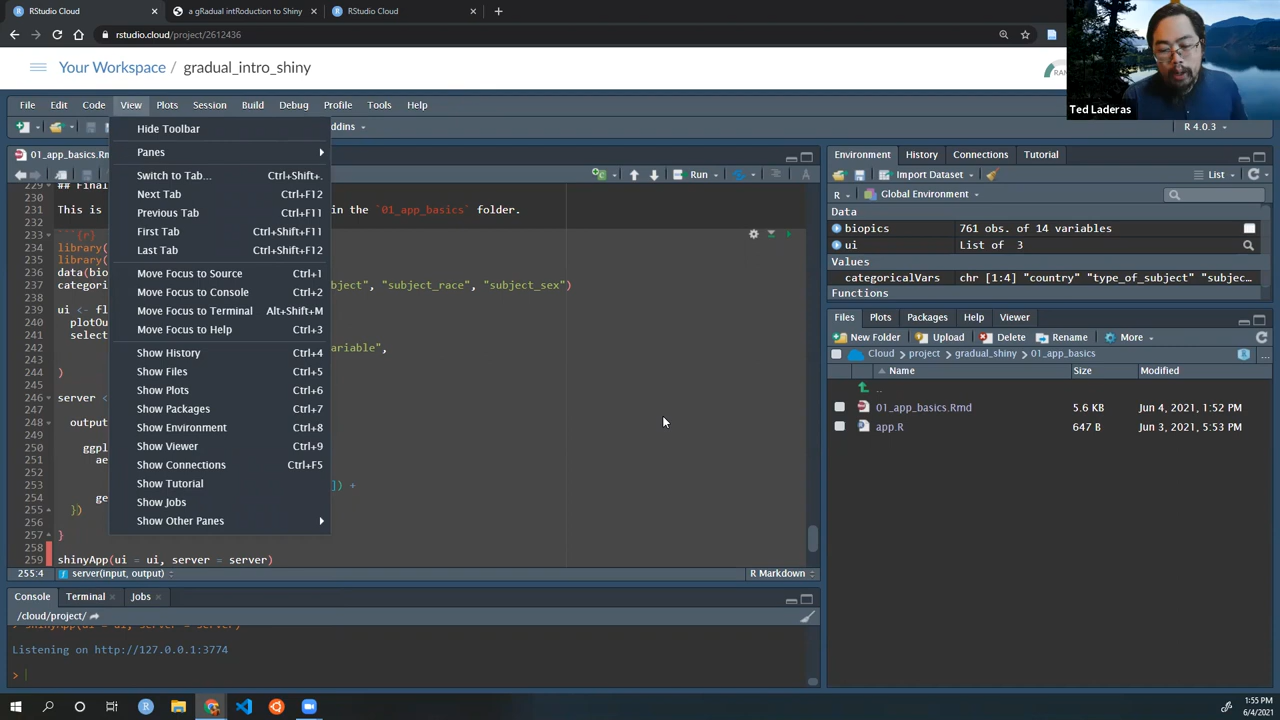 RStudio Cloud
a gRadual intRoduction to Shiny
RStudio Cloud
rstudio.cloud/project/2612436
Ted Laderas
Your Workspace / gradual_intro_shiny
File Edit Code View Plots Session Build Debug Profile Tools Help
R 4.0.3
Hide Toolbar
Panes
Switch to Tab... Ctrl+Shift+.
Next Tab Ctrl+F12
Previous Tab Ctrl+F11
First Tab Ctrl+Shift+F11
Last Tab Ctrl+Shift+F12
Move Focus to Source Ctrl+1
Move Focus to Console Ctrl+2
Move Focus to Terminal Alt+Shift+M
Move Focus to Help Ctrl+3
Show History Ctrl+4
Show Files Ctrl+5
Show Plots Ctrl+6
Show Packages Ctrl+7
Show Environment Ctrl+8
Show Viewer Ctrl+9
Show Connections Ctrl+F5
Show Tutorial
Show Jobs
Show Other Panes
01_app_basics.Rmd
Run
229 ## Final
230
231 This is in the `01_app_basics` folder.
232
233 ```{r}
234 library(
235 library(
236 data(bio
237 categori bject", "subject_race", "subject_sex")
238
239 ui <- fl
240 plotOu
241 select
242
243 ariable",
244 )
245
246 server <
247
248 output
249
250 ggpl
251 ae
252
253 ]) +
254 ge
255 })
256
257 }
258
259 shinyApp(ui = ui, server = server)
255:4 server(input, output) R Markdown
Console Terminal Jobs
/cloud/project/
> shinyApp(ui = ui, server = server)
Listening on http://127.0.0.1:3774
>
Environment History Connections Tutorial
Import Dataset List
R Global Environment
Data
biopics 761 obs. of 14 variables
ui List of 3
Values
categoricalVars chr [1:4] "country" "type_of_subject" "subjec...
Functions
Files Plots Packages Help Viewer
New Folder Upload Delete Rename More
Cloud project gradual_shiny 01_app_basics
Name Size Modified
..
01_app_basics.Rmd 5.6 KB Jun 4, 2021, 1:52 PM
app.R 647 B Jun 3, 2021, 5:53 PM
1:55 PM
6/4/2021